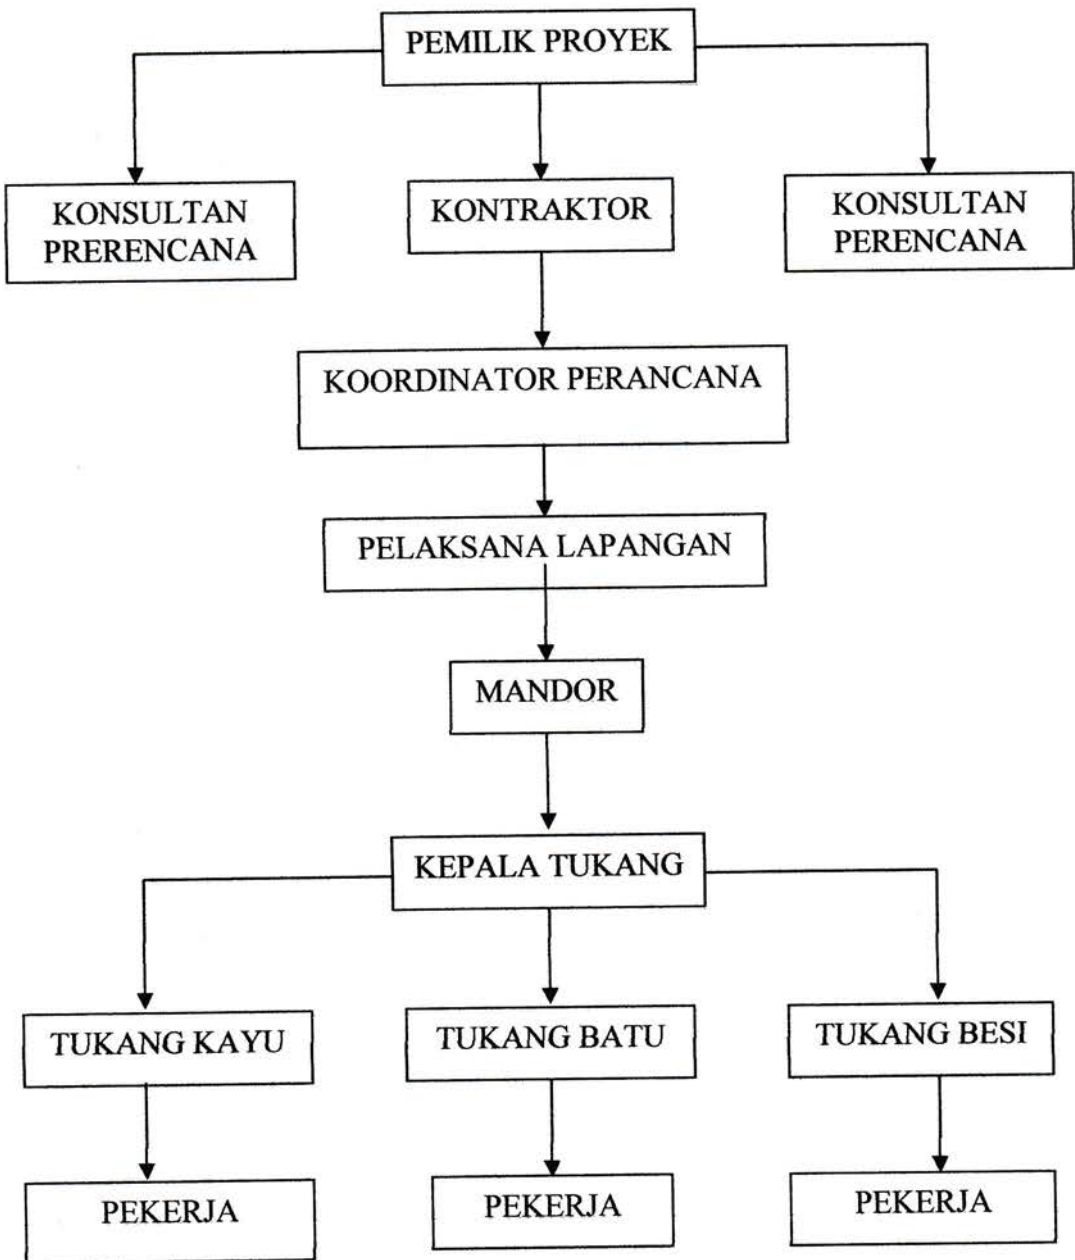 PEMILIK PROYEK
KONSULTAN
PRERENCANA
KONTRAKTOR
KONSULTAN
PERENCANA
KOORDINATOR PERANCANA
PELAKSANA LAPANGAN
MANDOR
KEPALA TUKANG
TUKANG KAYU
TUKANG BATU
TUKANG BESI
PEKERJA
PEKERJA
PEKERJA